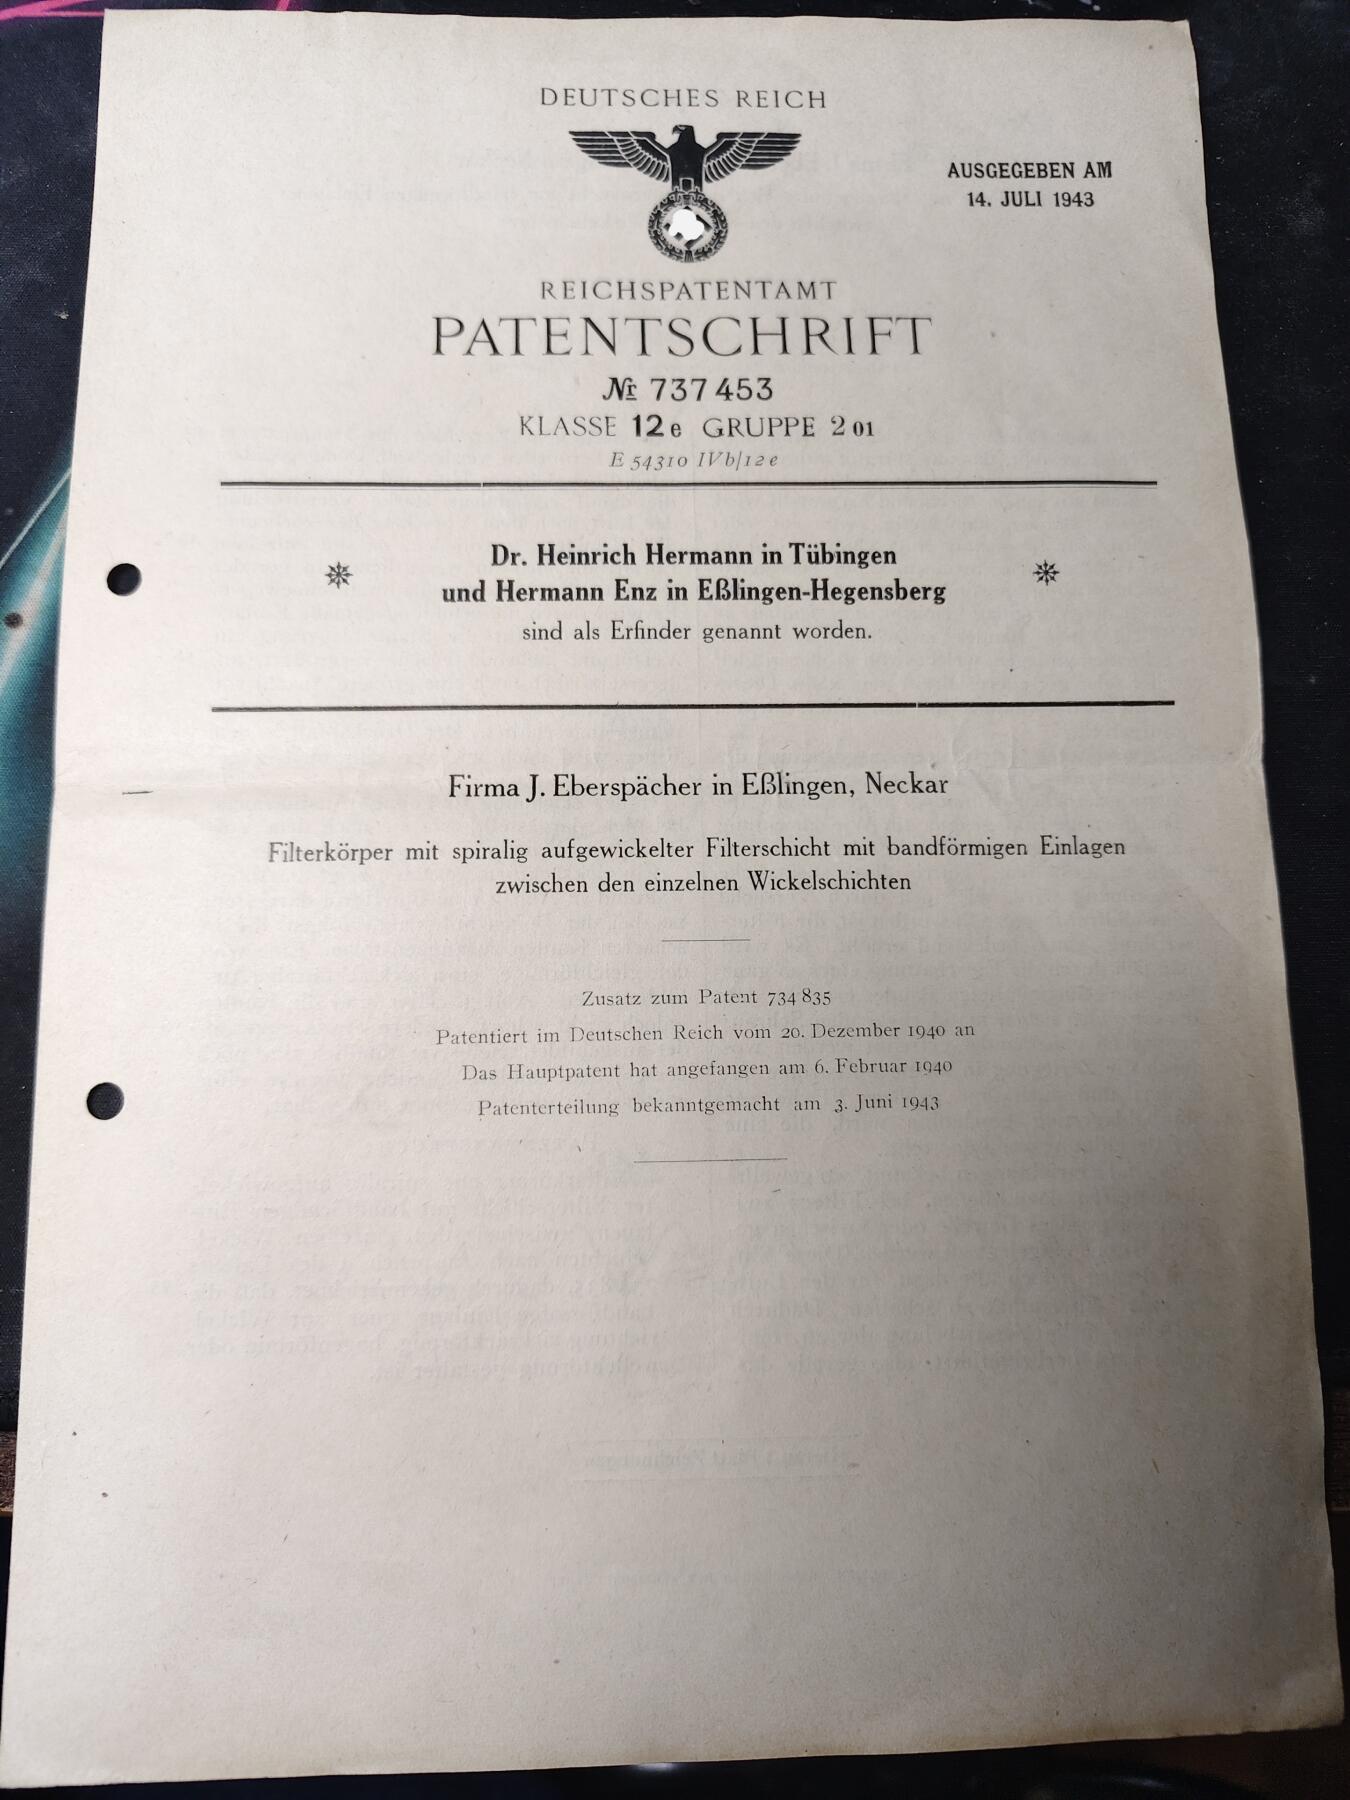 DEUTSCHES REICH
AUSGEGEBEN AM
14. JULI 1943
REICHSPATENTAMT
PATENTSCHRIFT
№ 737 453
KLASSE 12e GRUPPE 2 01
E 54310 IVb/12e
Dr. Heinrich Hermann in Tübingen
und Hermann Enz in Eßlingen-Hegensberg
sind als Erfinder genannt worden.
Firma J. Eberspächer in Eßlingen, Neckar
Filterkörper mit spiralig aufgewickelter Filterschicht mit bandförmigen Einlagen
zwischen den einzelnen Wickelschichten
Zusatz zum Patent 734 835
Patentiert im Deutschen Reich vom 20. Dezember 1940 an
Das Hauptpatent hat angefangen am 6. Februar 1940
Patenterteilung bekanntgemacht am 3. Juni 1943